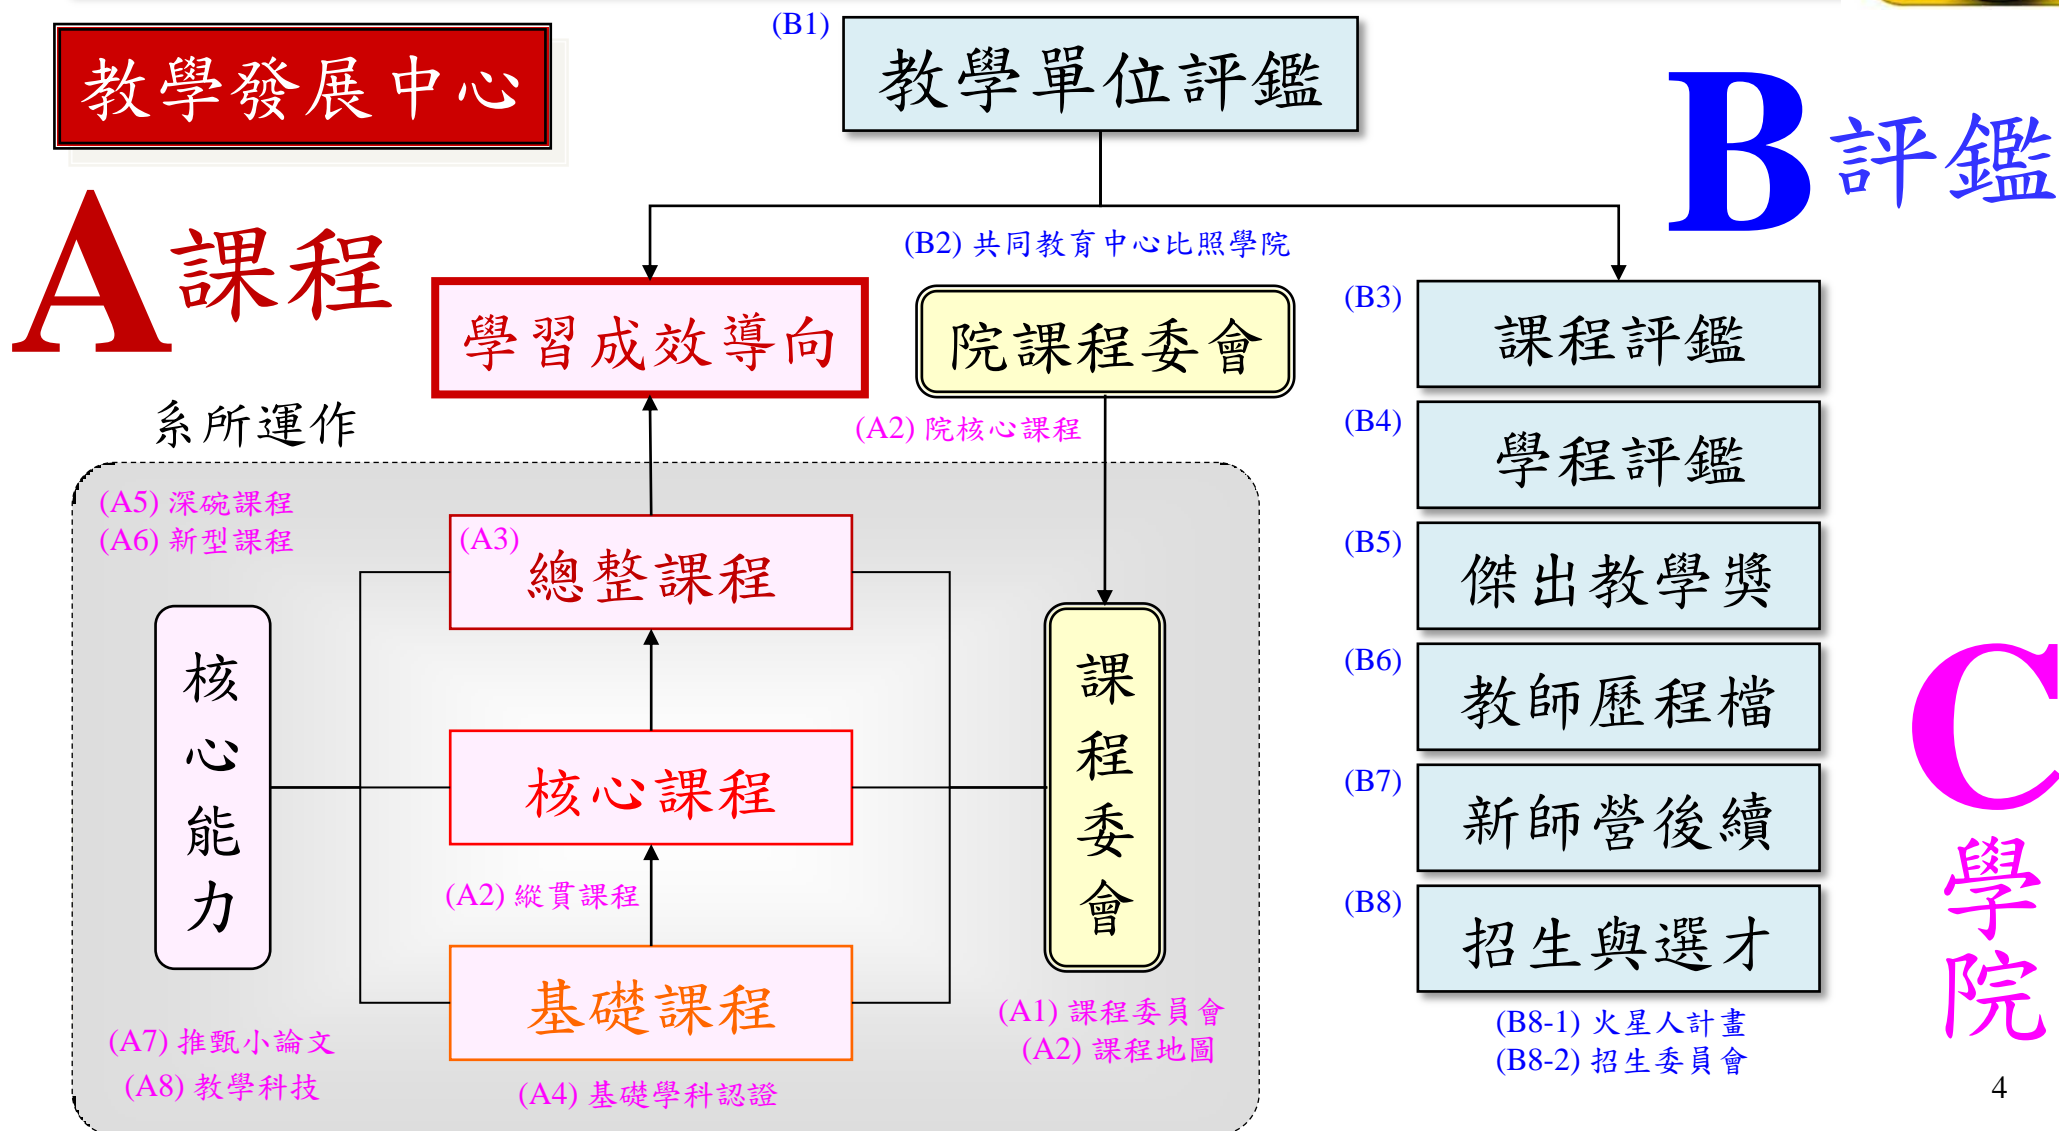 教學發展中心
(B1)
教學單位評鑑
B評鑑
A課程
(B2) 共同教育中心比照學院
學習成效導向
院課程委會
(A2) 院核心課程
(B3)
課程評鑑
(B4)
學程評鑑
(B5)
傑出教學獎
(B6)
教師歷程檔
(B7)
新師營後續
(B8)
招生與選才
(B8-1) 火星人計畫
(B8-2) 招生委員會
系所運作
(A5) 深碗課程
(A6) 新型課程
(A3)
總整課程
核心能力
核心課程
課程委會
(A2) 縱貫課程
基礎課程
(A7) 推甄小論文
(A8) 教學科技
(A4) 基礎學科認證
(A1) 課程委員會
(A2) 課程地圖
C學院
4